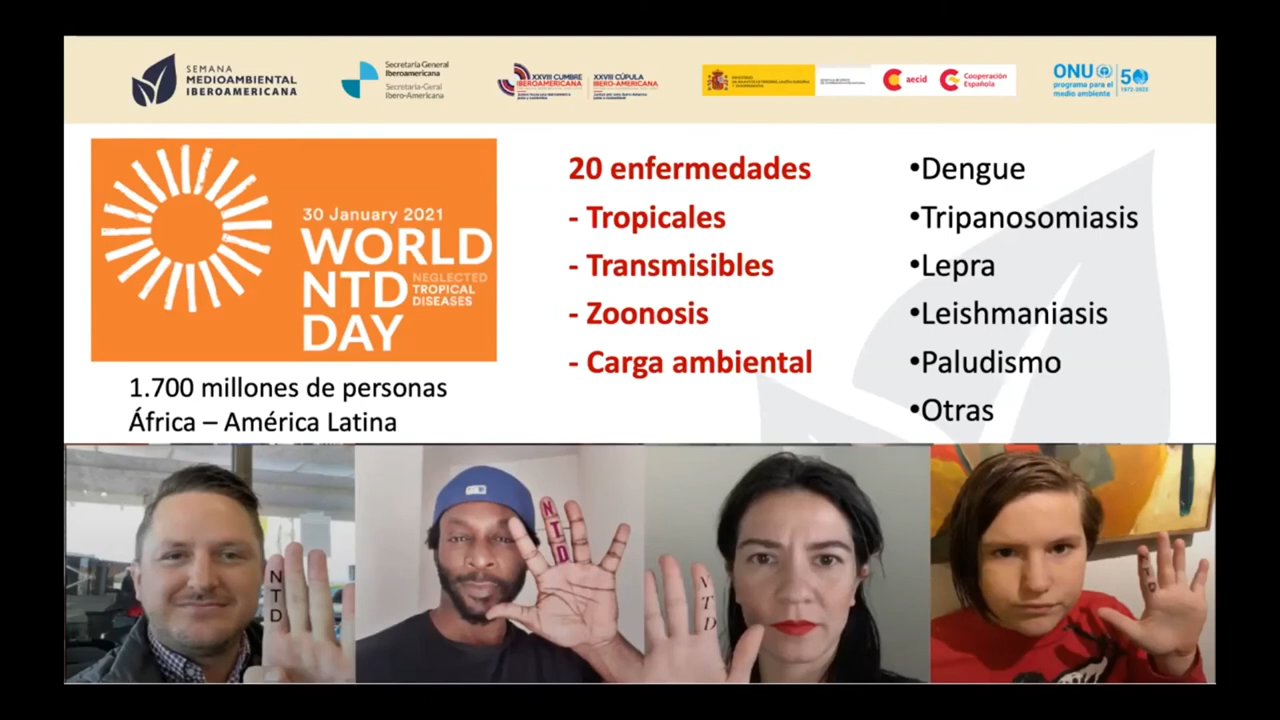 SEMANA
MEDIOAMBIENTAL
IBEROAMERICANA
Secretaría General
Iberoamericana
Secretaria-Geral
Ibero-Americana
XXVIII CUMBRE
IBEROAMERICANA
XXVIII CÚPULA
IBERO-AMERICANA
aecid
Cooperación
Española
ONU
programa para el
medio ambiente
50
1972-2022
30 January 2021
WORLD
NTD
DAY
NEGLECTED
TROPICAL
DISEASES
1.700 millones de personas
África – América Latina
20 enfermedades
- Tropicales
- Transmisibles
- Zoonosis
- Carga ambiental
•Dengue
•Tripanosomiasis
•Lepra
•Leishmaniasis
•Paludismo
•Otras
NTD
NTD
NTD